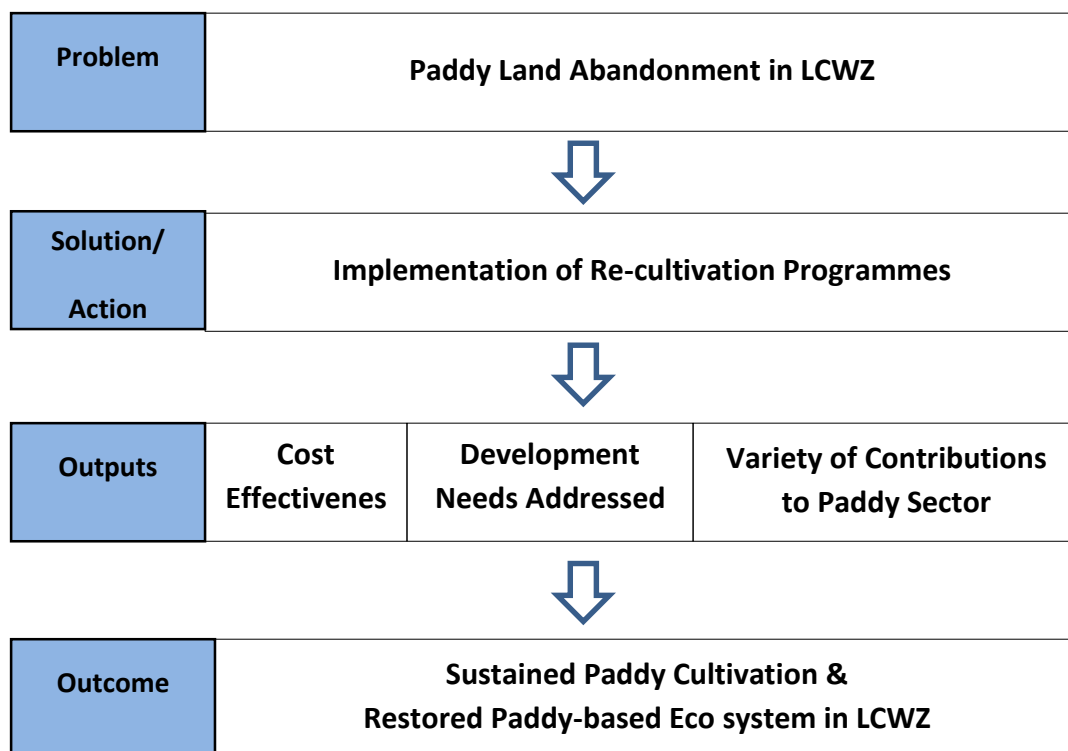 Problem
Paddy Land Abandonment in LCWZ
Solution/
Action
Implementation of Re-cultivation Programmes
Outputs
Cost
Effectivenes
Development
Needs Addressed
Variety of Contributions
to Paddy Sector
Outcome
Sustained Paddy Cultivation &
Restored Paddy-based Eco system in LCWZ